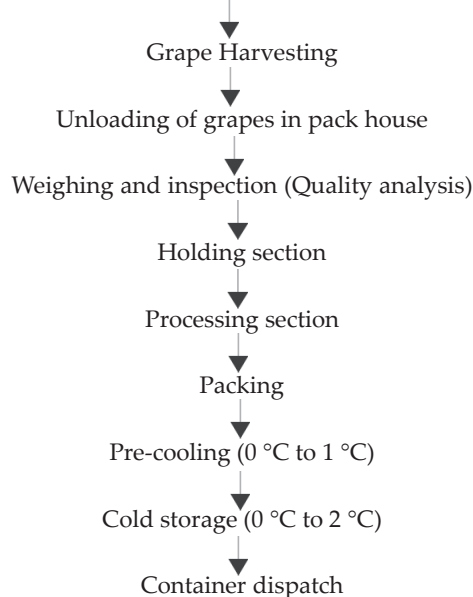 Grape Harvesting
Unloading of grapes in pack house
Weighing and inspection (Quality analysis)
Holding section
Processing section
Packing
Pre-cooling (0 °C to 1 °C)
Cold storage (0 °C to 2 °C)
Container dispatch